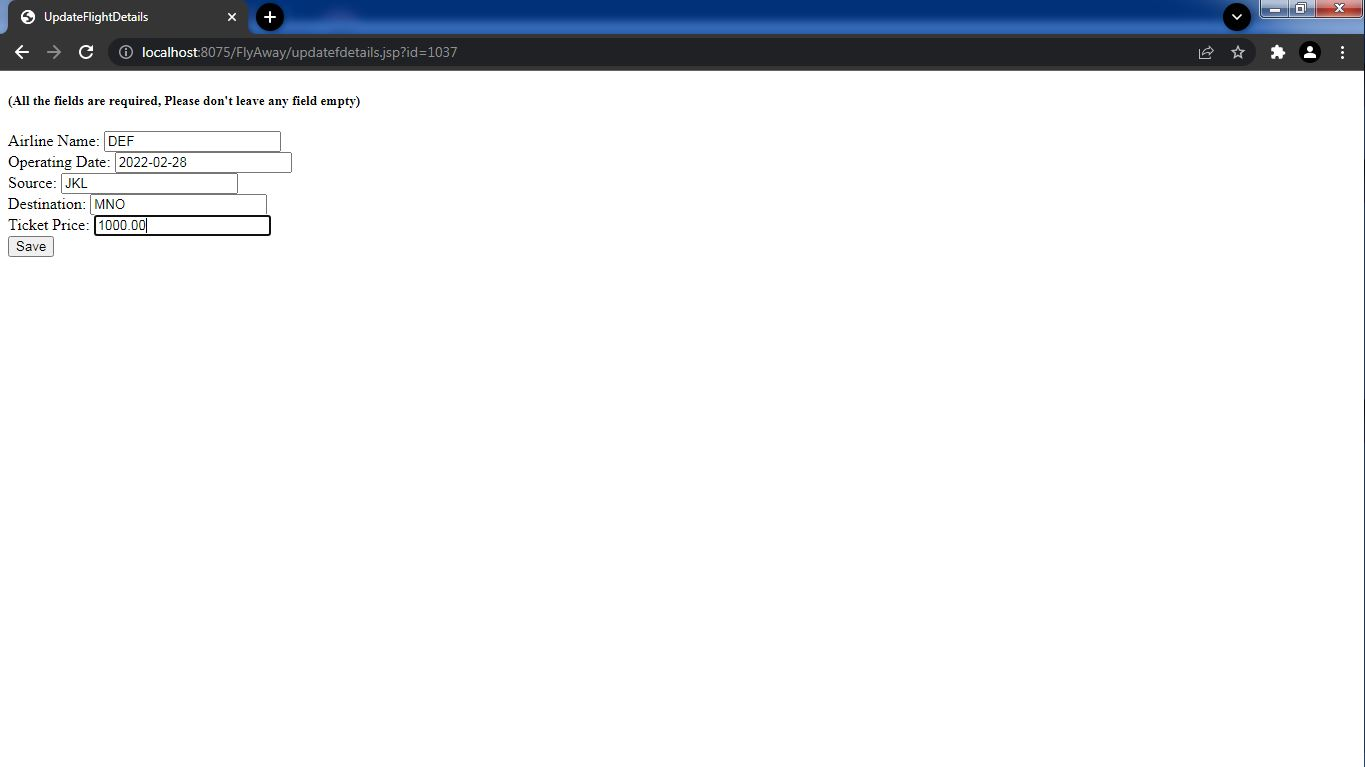 UpdateFlightDetails
localhost:8075/FlyAway/updatefdetails.jsp?id=1037
(All the fields are required, Please don't leave any field empty)
Airline Name: DEF
Operating Date: 2022-02-28
Source: JKL
Destination: MNO
Ticket Price: 1000.00
Save